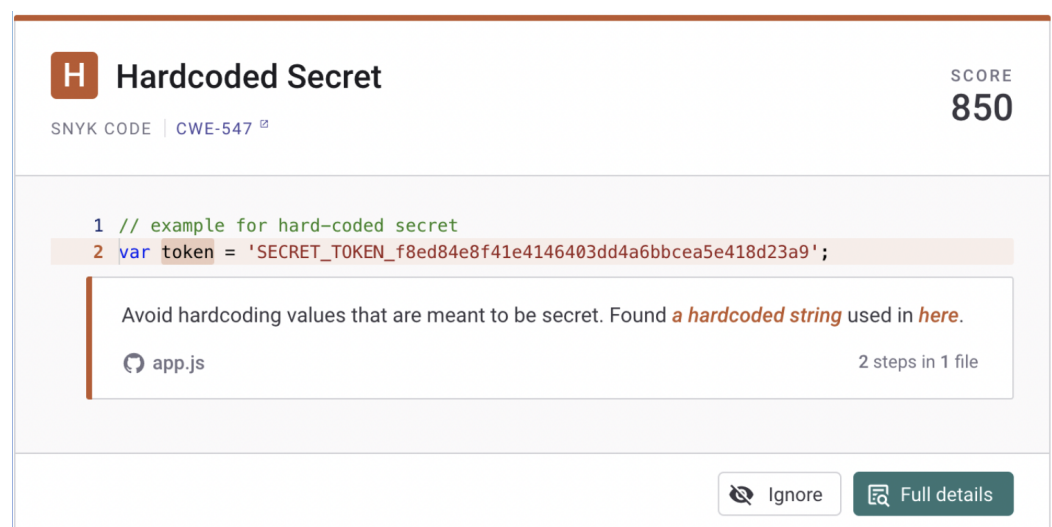 H Hardcoded Secret
SCORE
850
SNYK CODE | CWE-547
1 // example for hard-coded secret
2 var token = 'SECRET_TOKEN_f8ed84e8f41e4146403dd4a6bbcea5e418d23a9';
Avoid hardcoding values that are meant to be secret. Found a hardcoded string used in here.
app.js 2 steps in 1 file
Ignore Full details